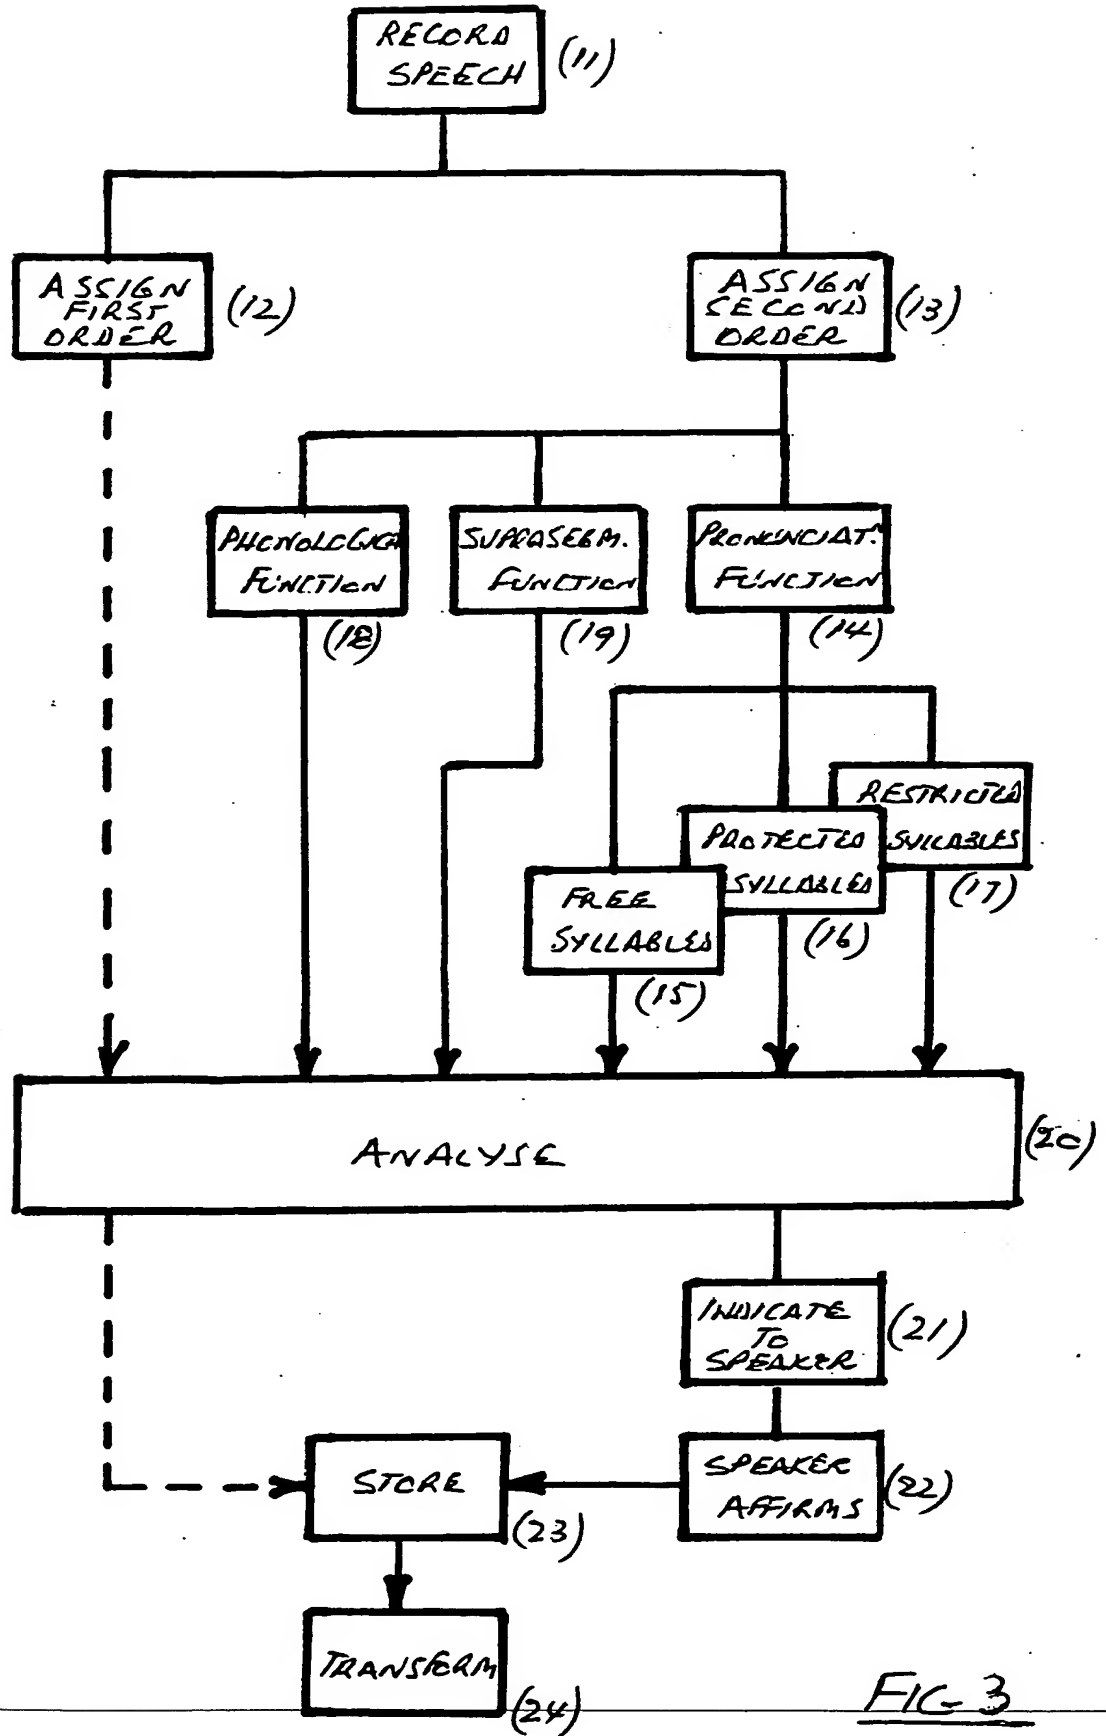 RECORD
SPEECH
(11)
ASSIGN
FIRST
ORDER
(12)
ASSIGN
SECOND
ORDER
(13)
PHONOLOGICA
FUNCTION
(18)
SUPRASEGM.
FUNCTION
(19)
PRONUNCIAT.N
FUNCTION
(14)
RESTRICTED
SYLLABLES
(17)
PROTECTED
SYLLABLES
(16)
FREE
SYLLABLES
(15)
ANALYSE
(20)
INDICATE
TO
SPEAKER
(21)
SPEAKER
AFFIRMS
(22)
STORE
(23)
TRANSFORM
(24)
FIG 3